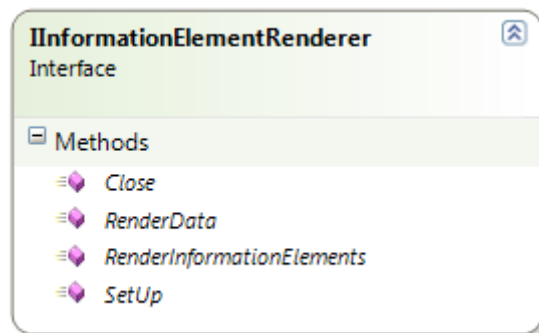 IInformationElementRenderer
Interface
Methods
Close
RenderData
RenderInformationElements
SetUp